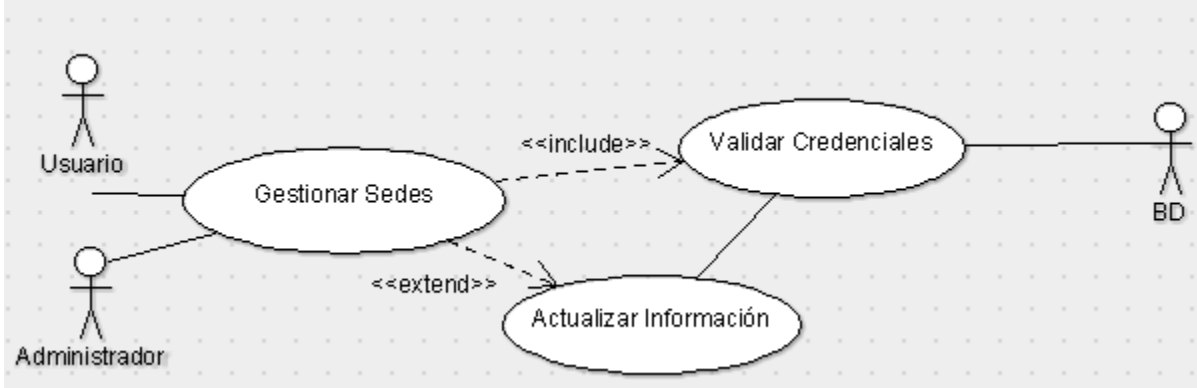 Usuario
<<include>>
Validar Credenciales
Gestionar Sedes
BD
<<extend>>
Actualizar Información
Administrador